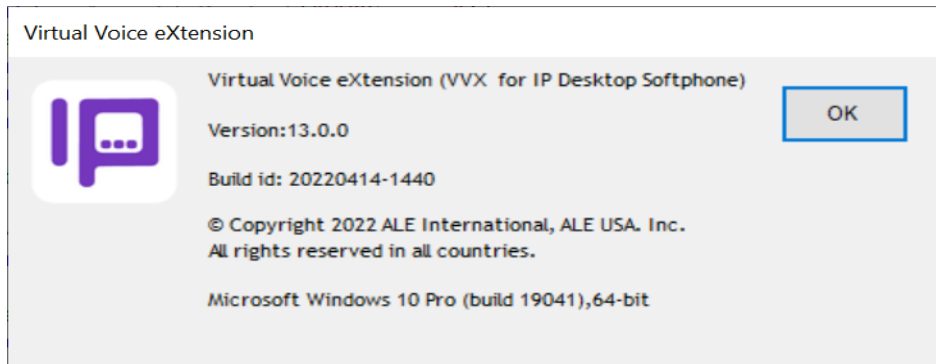 Virtual Voice eXtension
Virtual Voice eXtension (VVX  for IP Desktop Softphone)
OK
Version:13.0.0
Build id: 20220414-1440
© Copyright 2022 ALE International, ALE USA. Inc.
All rights reserved in all countries.
Microsoft Windows 10 Pro (build 19041),64-bit